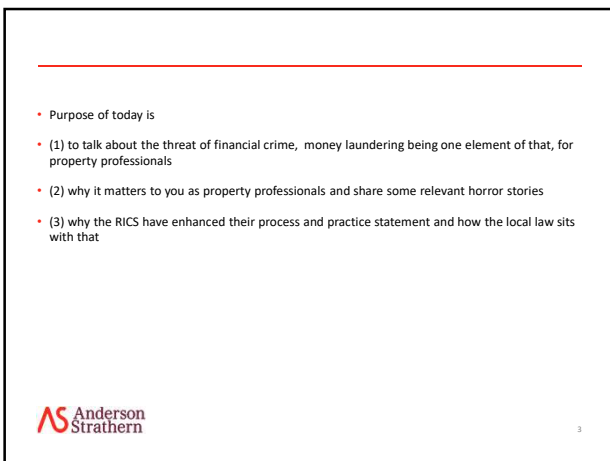 • Purpose of today is
• (1) to talk about the threat of financial crime, money laundering being one element of that, for
property professionals
• (2) why it matters to you as property professionals and share some relevant horror stories
• (3) why the RICS have enhanced their process and practice statement and how the local law sits
with that
AS Anderson
Strathern
3